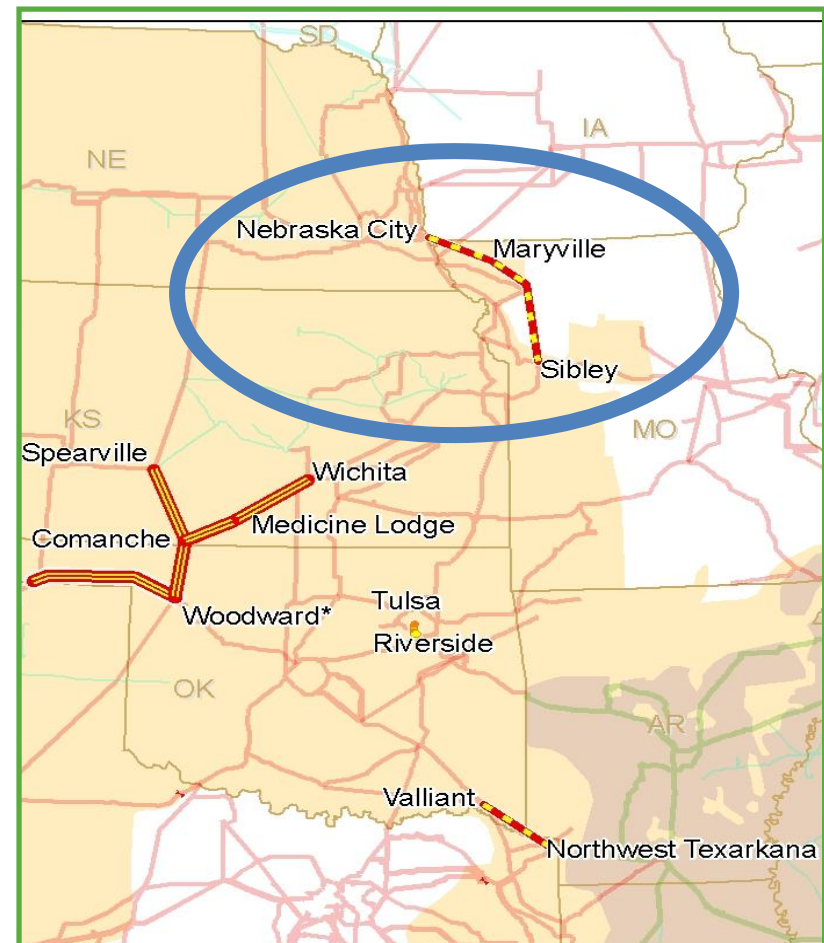 SD
IA
NE
Nebraska City
Maryville
Sibley
KS
MO
Spearville
Wichita
Medicine Lodge
Comanche
Tulsa
Woodward*
Riverside
OK
AR
Valliant
Northwest Texarkana